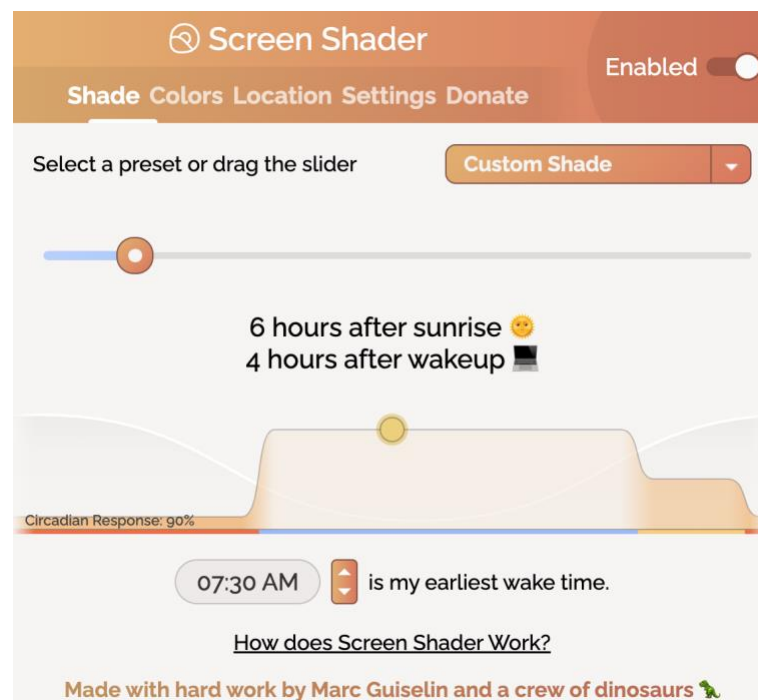 Screen Shader
Enabled
Shade Colors Location Settings Donate
Select a preset or drag the slider
Custom Shade
6 hours after sunrise 🌞
4 hours after wakeup 💻
Circadian Response: 90%
07:30 AM is my earliest wake time.
How does Screen Shader Work?
Made with hard work by Marc Guiselin and a crew of dinosaurs 🦖